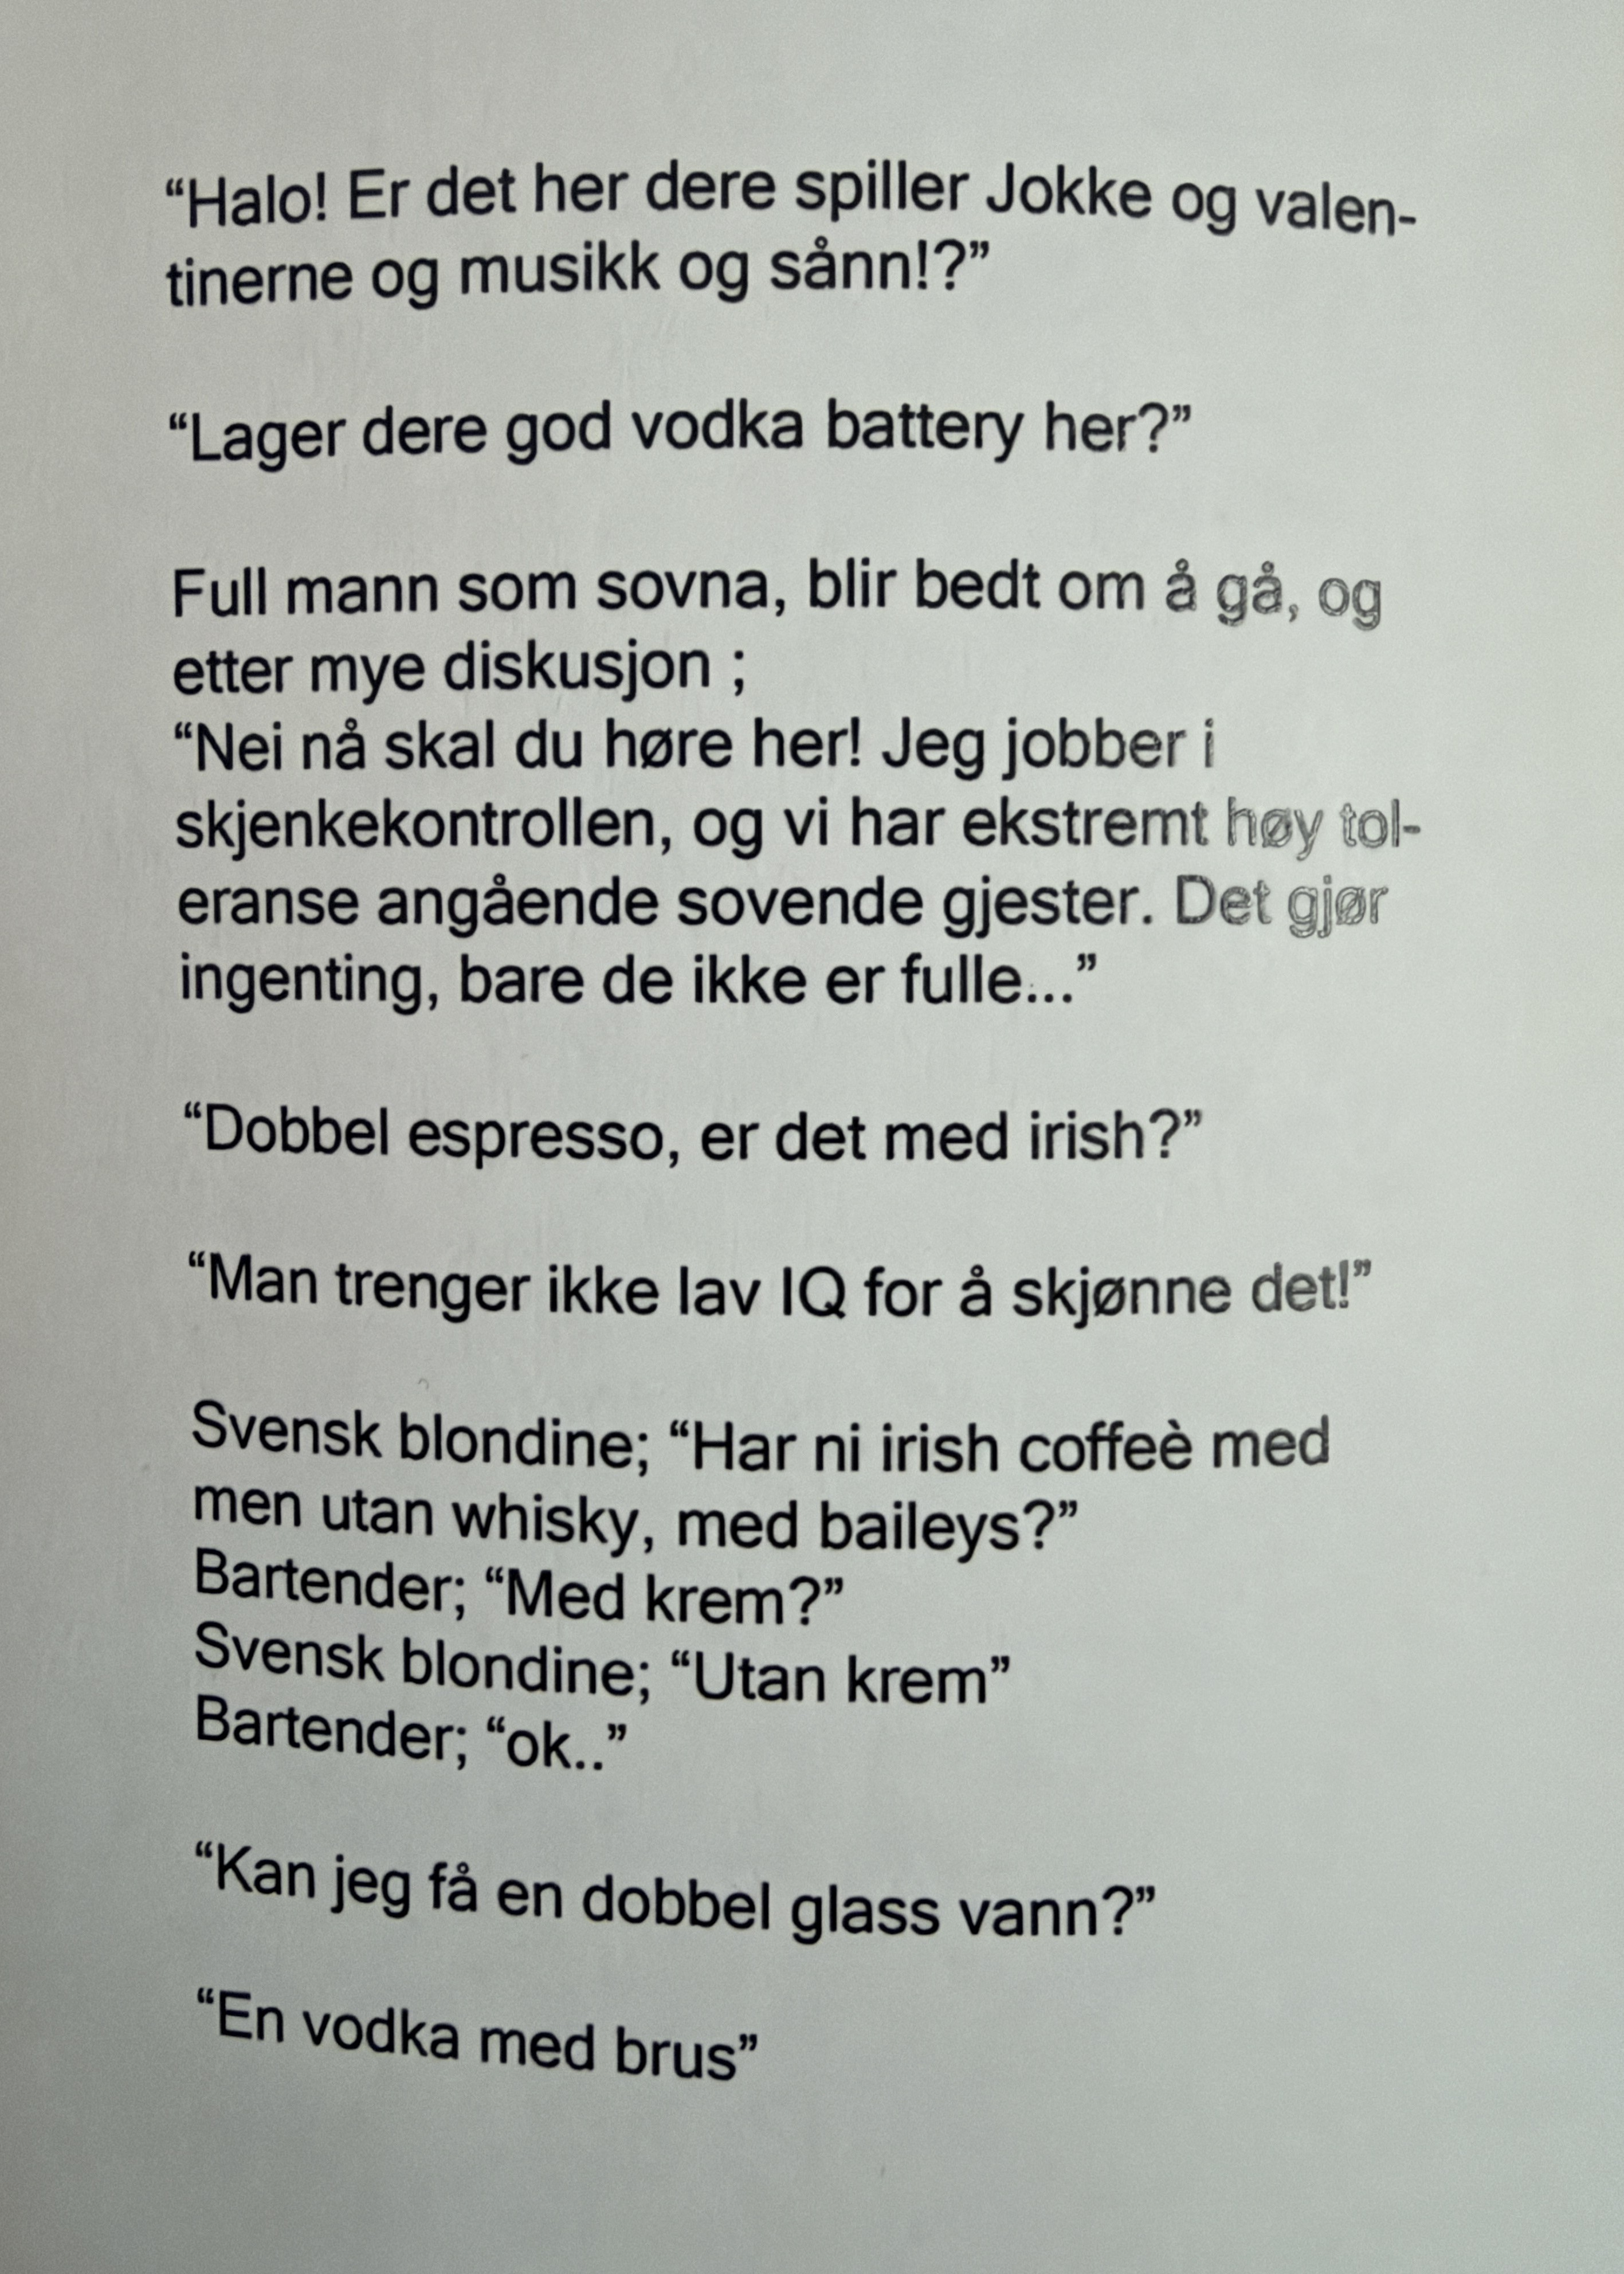 “Halo! Er det her dere spiller Jokke og valen-
tinerne og musikk og sånn!?”
“Lager dere god vodka battery her?”
Full mann som sovna, blir bedt om å gå, og
etter mye diskusjon ;
“Nei nå skal du høre her! Jeg jobber i
skjenkekontrollen, og vi har ekstremt høy tol-
eranse angående sovende gjester. Det gjør
ingenting, bare de ikke er fulle...”
“Dobbel espresso, er det med irish?”
“Man trenger ikke lav IQ for å skjønne det!”
Svensk blondine; “Har ni irish coffeè med
men utan whisky, med baileys?”
Bartender; “Med krem?”
Svensk blondine; “Utan krem”
Bartender; “ok..”
“Kan jeg få en dobbel glass vann?”
“En vodka med brus”